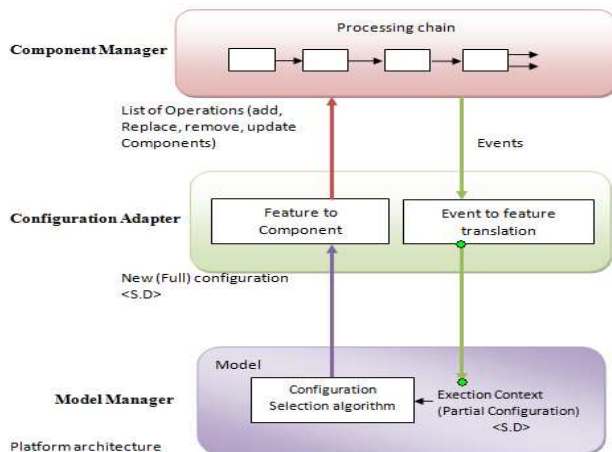 Processing chain
Component Manager
List of Operations (add,
Replace, remove, update
Components)
Events
Configuration Adapter
Feature to
Component
Event to feature
translation
New (Full) configuration
<S.D>
Model
Model Manager
Configuration
Selection algorithm
Exection Context
(Partial Configuration)
<S.D>
Platform architecture